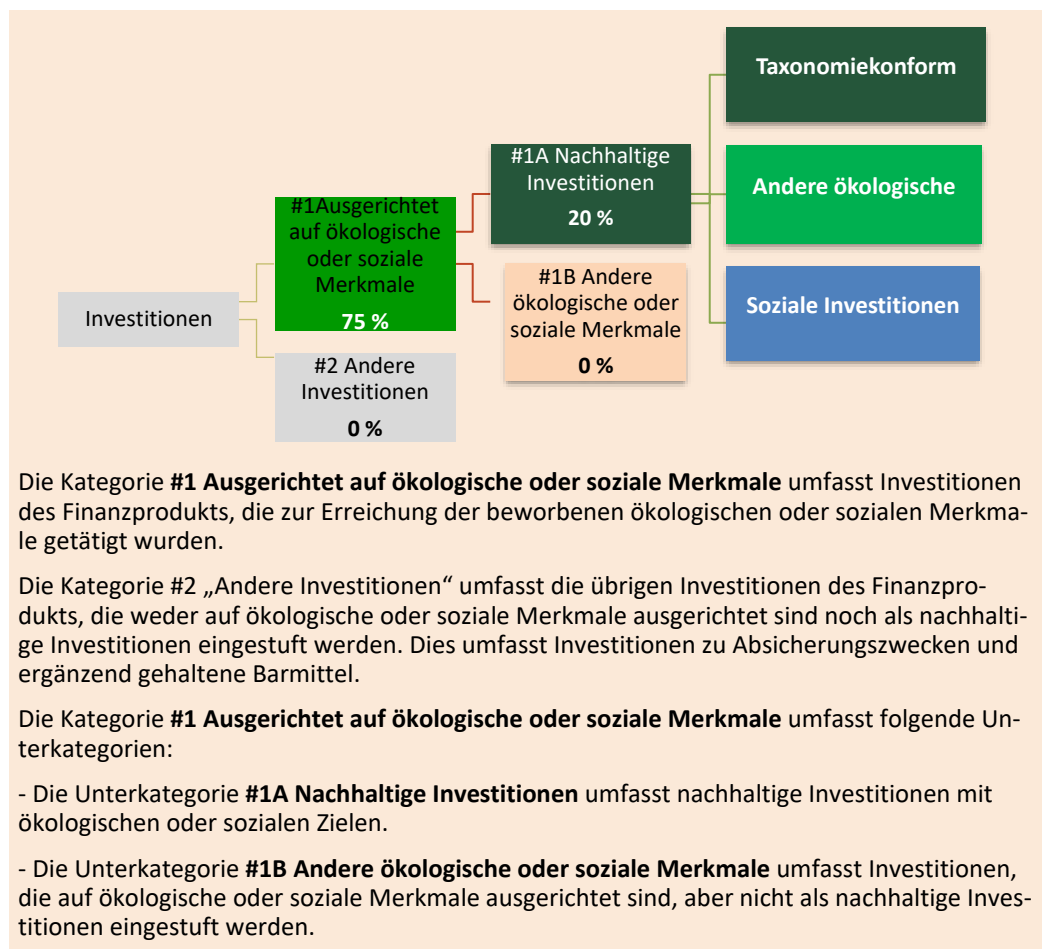 Taxonomiekonform
#1A Nachhaltige
Investitionen
20 %
Andere ökologische
#1Ausgerichtet
auf ökologische
oder soziale
Merkmale
75 %
#1B Andere
ökologische oder
soziale Merkmale
0 %
Soziale Investitionen
Investitionen
#2 Andere
Investitionen
0 %
Die Kategorie #1 Ausgerichtet auf ökologische oder soziale Merkmale umfasst Investitionen
des Finanzprodukts, die zur Erreichung der beworbenen ökologischen oder sozialen Merkma-
le getätigt wurden.
Die Kategorie #2 „Andere Investitionen“ umfasst die übrigen Investitionen des Finanzpro-
dukts, die weder auf ökologische oder soziale Merkmale ausgerichtet sind noch als nachhalti-
ge Investitionen eingestuft werden. Dies umfasst Investitionen zu Absicherungszwecken und
ergänzend gehaltene Barmittel.
Die Kategorie #1 Ausgerichtet auf ökologische oder soziale Merkmale umfasst folgende Un-
terkategorien:
- Die Unterkategorie #1A Nachhaltige Investitionen umfasst nachhaltige Investitionen mit
ökologischen oder sozialen Zielen.
- Die Unterkategorie #1B Andere ökologische oder soziale Merkmale umfasst Investitionen,
die auf ökologische oder soziale Merkmale ausgerichtet sind, aber nicht als nachhaltige Inves-
titionen eingestuft werden.